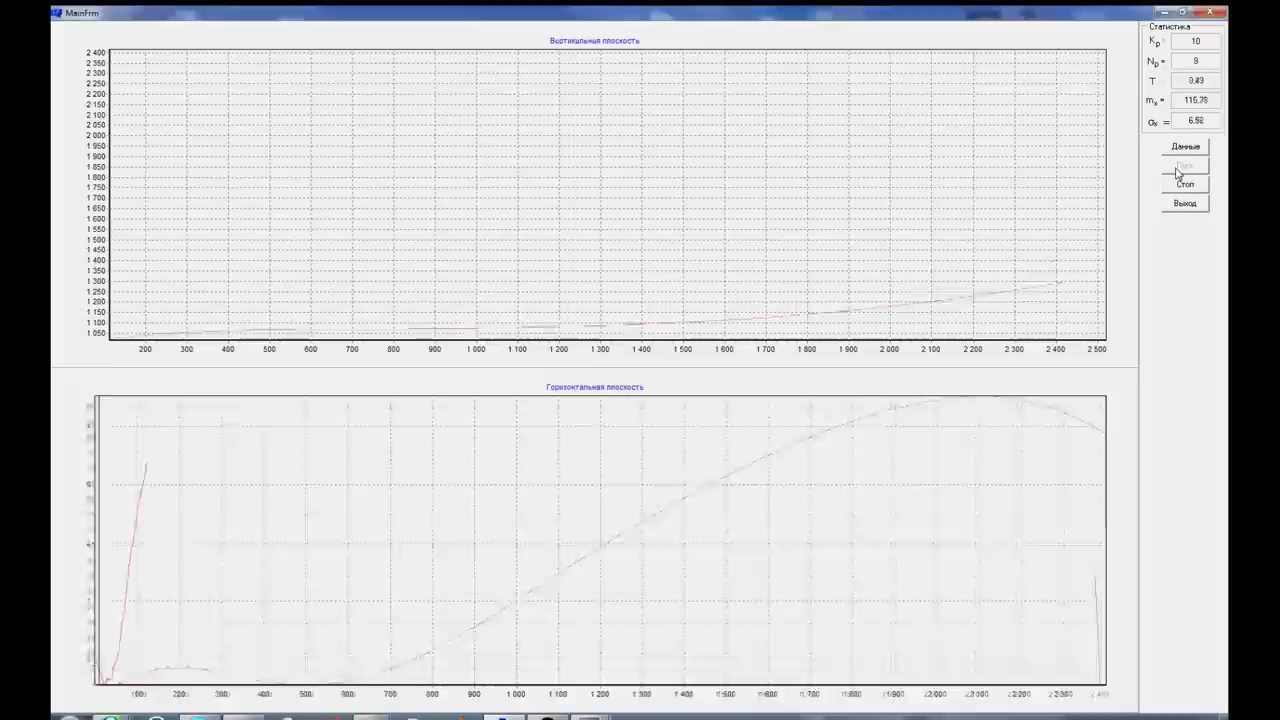 MainFrm
Вертикальная плоскость
2 400
2 350
2 300
2 250
2 200
2 150
2 100
2 050
2 000
1 950
1 900
1 850
1 800
1 750
1 700
1 650
1 600
1 550
1 500
1 450
1 400
1 350
1 300
1 250
1 200
1 150
1 100
1 050
200 300 400 500 600 700 800 900 1 000 1 100 1 200 1 300 1 400 1 500 1 600 1 700 1 800 1 900 2 000 2 100 2 200 2 300 2 400 2 500
Горизонтальная плоскость
100 200 300 400 500 600 700 800 900 1 000 1 100 1 200 1 300 1 400 1 500
Статистика
Kp 10
Np = 9
T 0,49
mx =
σx = 6,58
Данные
Пуск
Стоп
Выход